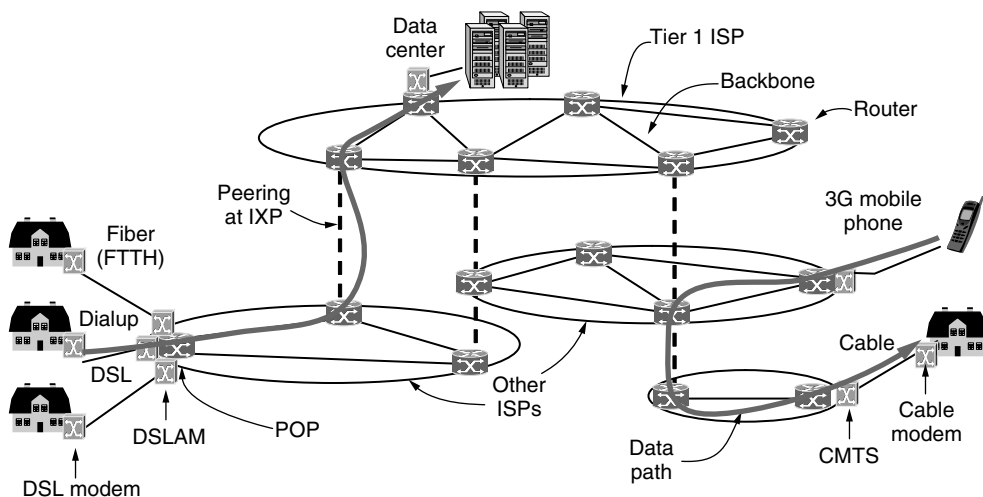 Data
center
Tier 1 ISP
Backbone
Router
Peering
at IXP
3G mobile
phone
Fiber
(FTTH)
Dialup
DSL
Cable
Other
ISPs
DSLAM
POP
Data
path
CMTS
Cable
modem
DSL modem